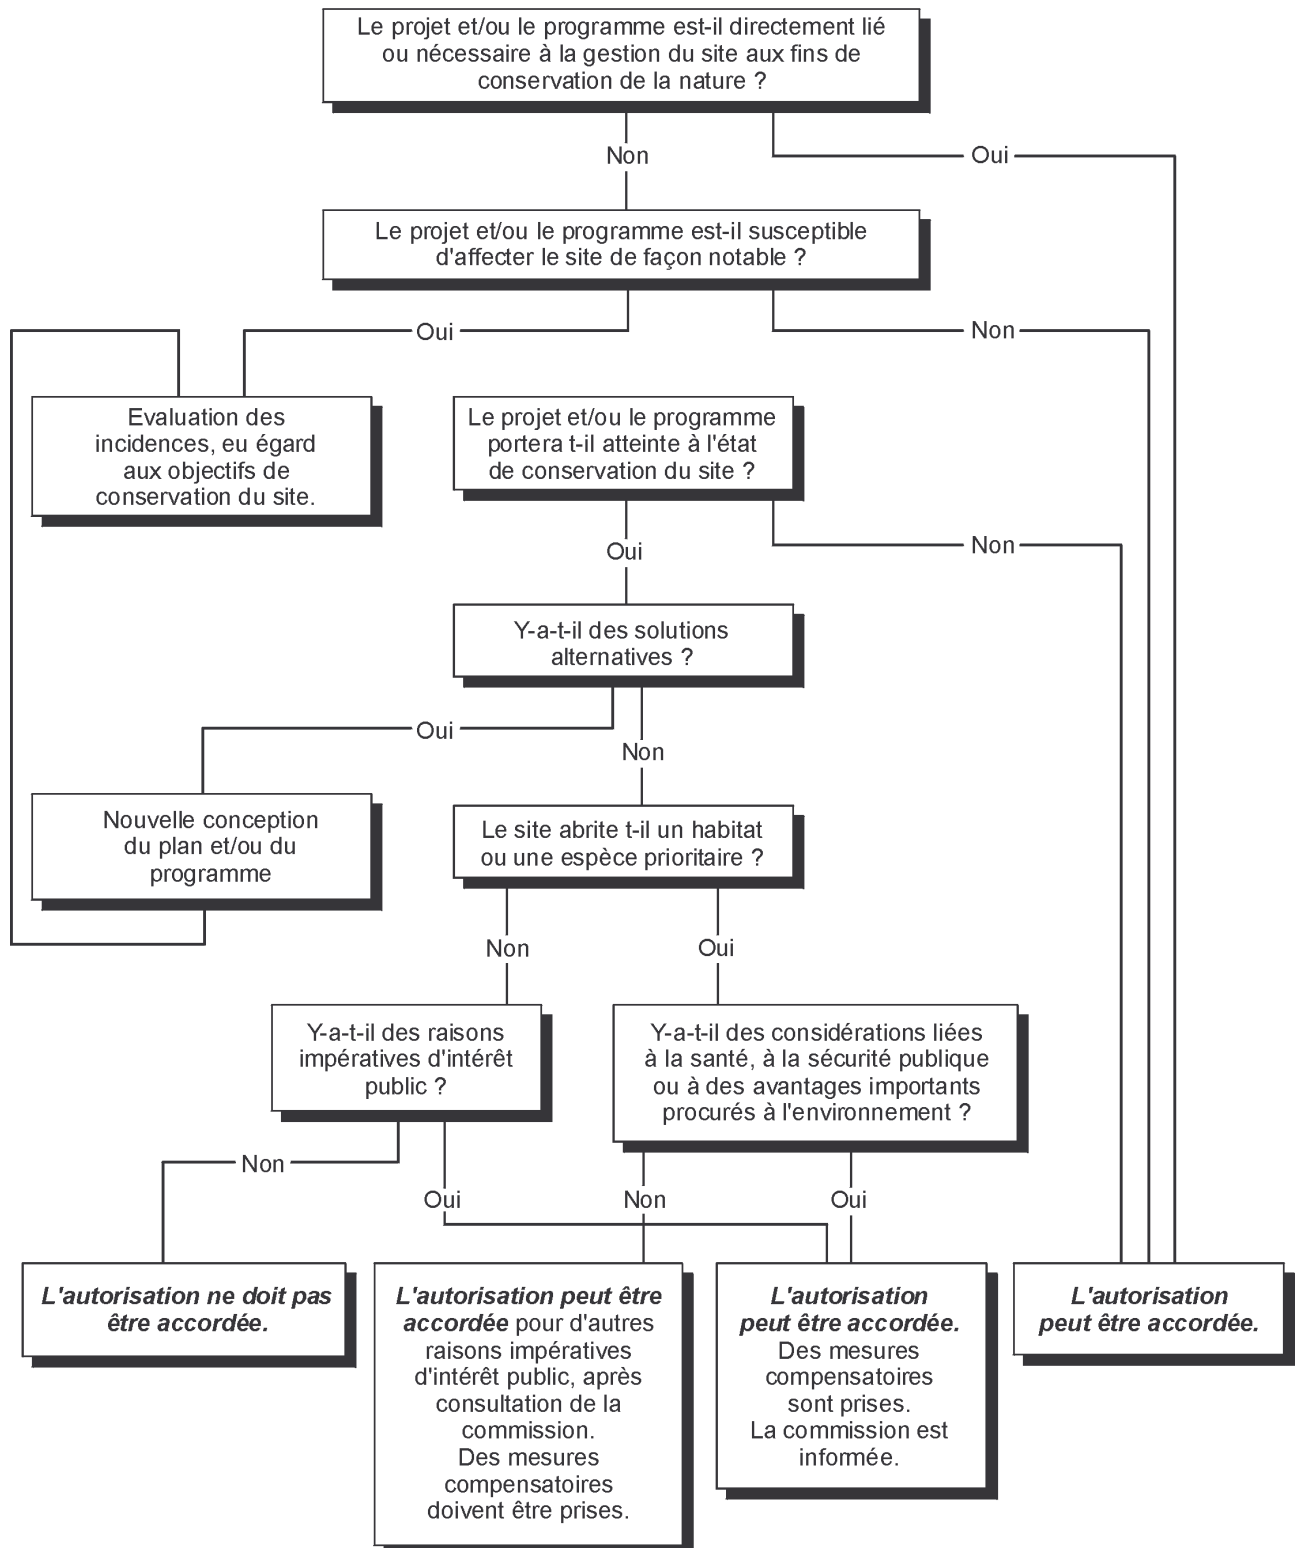 Le projet et/ou le programme est-il directement lié
ou nécessaire à la gestion du site aux fins de
conservation de la nature ?
Non
Oui
Le projet et/ou le programme est-il susceptible
d'affecter le site de façon notable ?
Oui
Non
Evaluation des
incidences, eu égard
aux objectifs de
conservation du site.
Le projet et/ou le programme
portera t-il atteinte à l'état
de conservation du site ?
Oui
Non
Y-a-t-il des solutions
alternatives ?
Oui
Non
Nouvelle conception
du plan et/ou du
programme
Le site abrite t-il un habitat
ou une espèce prioritaire ?
Non
Oui
Y-a-t-il des raisons
impératives d'intérêt
public ?
Y-a-t-il des considérations liées
à la santé, à la sécurité publique
ou à des avantages importants
procurés à l'environnement ?
Non
Oui
Non
Oui
L'autorisation ne doit pas
être accordée.
L'autorisation peut être
accordée pour d'autres
raisons impératives
d'intérêt public, après
consultation de la
commission.
Des mesures
compensatoires
doivent être prises.
L'autorisation
peut être accordée.
Des mesures
compensatoires
sont prises.
La commission est
informée.
L'autorisation
peut être accordée.